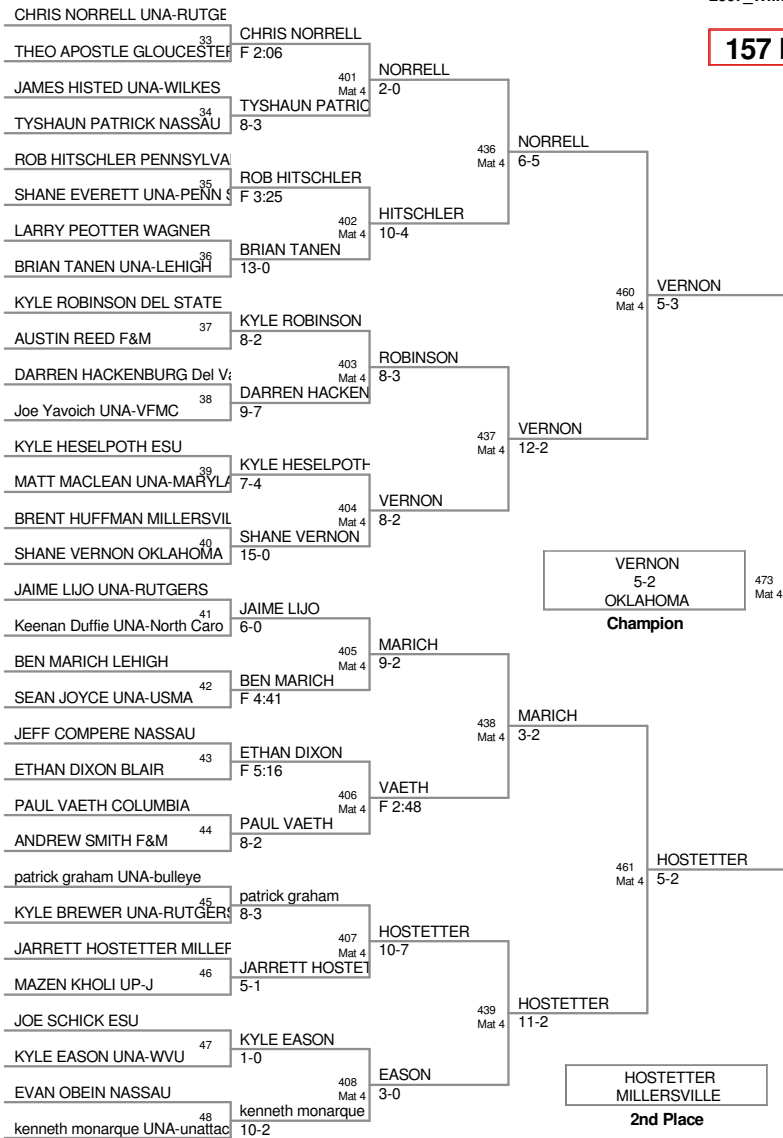 CHRIS NORRELL UNA-RUTGE
33
THEO APOSTLE GLOUCESTER
CHRIS NORRELL
F 2:06
JAMES HISTED UNA-WILKES
34
TYSHAUN PATRICK NASSAU
TYSHAUN PATRIC
8-3
401
Mat 4
NORRELL
2-0
ROB HITSCHLER PENNSYLVA
35
SHANE EVERETT UNA-PENN S
ROB HITSCHLER
F 3:25
LARRY PEOTTER WAGNER
36
BRIAN TANEN UNA-LEHIGH
BRIAN TANEN
13-0
402
Mat 4
HITSCHLER
10-4
436
Mat 4
NORRELL
6-5
KYLE ROBINSON DEL STATE
37
AUSTIN REED F&M
KYLE ROBINSON
8-2
DARREN HACKENBURG Del Va
38
Joe Yavoich UNA-VFMC
DARREN HACKEN
9-7
403
Mat 4
ROBINSON
8-3
KYLE HESELPOTH ESU
39
MATT MACLEAN UNA-MARYLA
KYLE HESELPOTH
7-4
BRENT HUFFMAN MILLERSVIL
40
SHANE VERNON OKLAHOMA
SHANE VERNON
15-0
404
Mat 4
VERNON
8-2
437
Mat 4
VERNON
12-2
460
Mat 4
VERNON
5-3
157
VERNON
5-2
OKLAHOMA
Champion
473
Mat 4
JAIME LIJO UNA-RUTGERS
41
Keenan Duffie UNA-North Caro
JAIME LIJO
6-0
BEN MARICH LEHIGH
42
SEAN JOYCE UNA-USMA
BEN MARICH
F 4:41
405
Mat 4
MARICH
9-2
JEFF COMPERE NASSAU
43
ETHAN DIXON BLAIR
ETHAN DIXON
F 5:16
PAUL VAETH COLUMBIA
44
ANDREW SMITH F&M
PAUL VAETH
8-2
406
Mat 4
VAETH
F 2:48
438
Mat 4
MARICH
3-2
patrick graham UNA-bulleye
45
KYLE BREWER UNA-RUTGERS
patrick graham
8-3
JARRETT HOSTETTER MILLER
46
MAZEN KHOLI UP-J
JARRETT HOSTET
5-1
407
Mat 4
HOSTETTER
10-7
JOE SCHICK ESU
47
KYLE EASON UNA-WVU
KYLE EASON
1-0
EVAN OBEIN NASSAU
48
kenneth monarque UNA-unattac
kenneth monarque
10-2
408
Mat 4
EASON
3-0
439
Mat 4
HOSTETTER
11-2
461
Mat 4
HOSTETTER
5-2
HOSTETTER
MILLERSVILLE
2nd Place